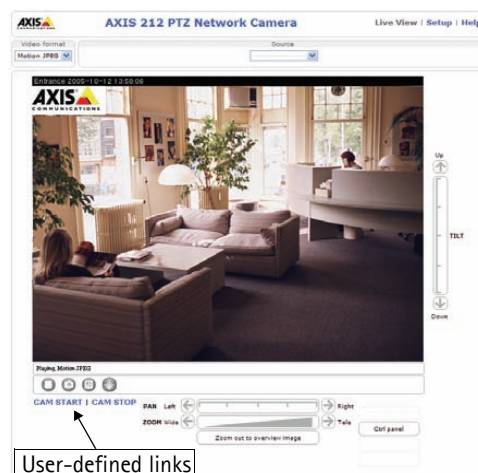 AXIS
COMMUNICATIONS
AXIS 212 PTZ Network Camera
Live View | Setup | Help
Video format
Source
Motion JPEG
Entrance 2005-10-12 13:58:06
AXIS
COMMUNICATIONS
Up
TILT
Down
Playing, Motion JPEG
CAM START | CAM STOP
PAN Left
Right
ZOOM Wide
Tele
Ctrl panel
Zoom out to overview image
User-defined links